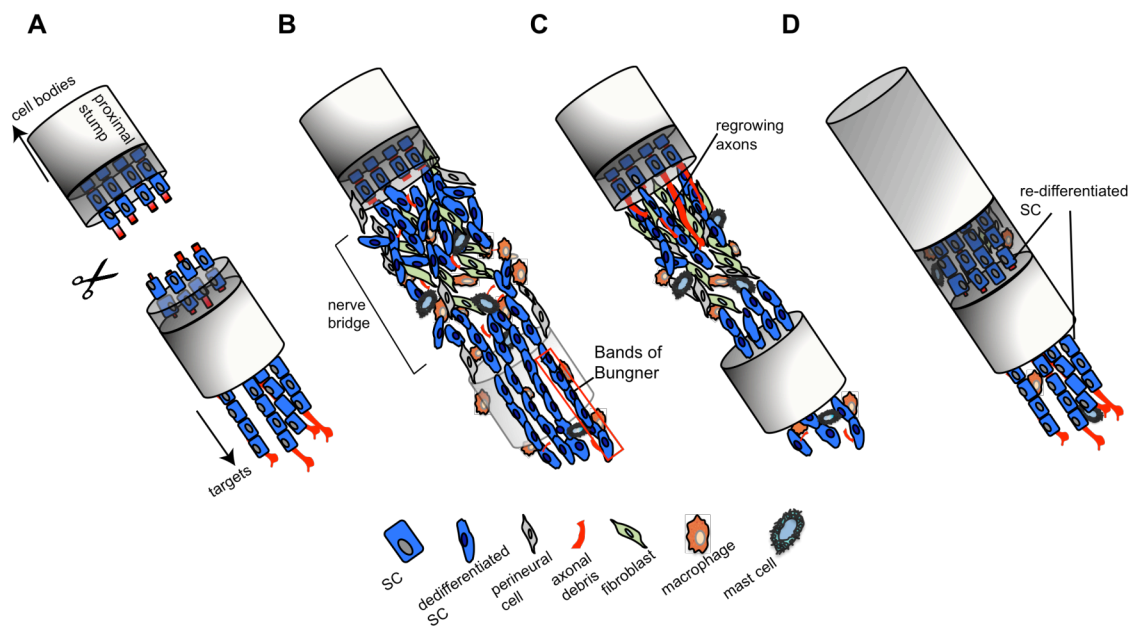 A
B
C
D
cell bodies
proximal
stump
targets
nerve
bridge
Bands of
Bungner
regrowing
axons
re-differentiated
SC
SC
dedifferentiated
SC
perineural
cell
axonal
debris
fibroblast
macrophage
mast cell